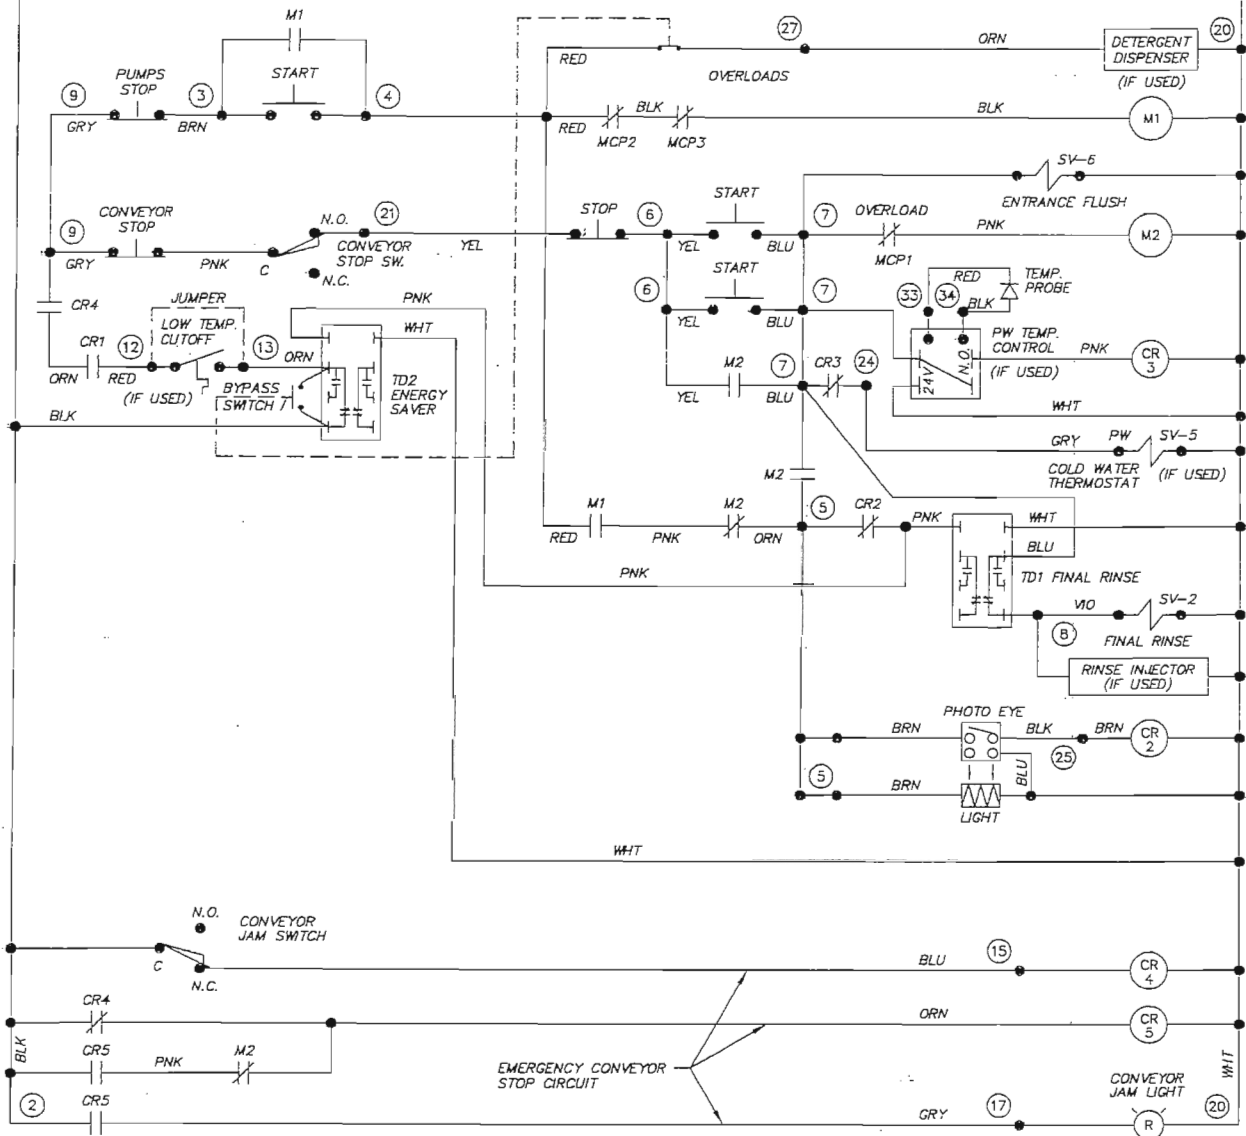 M1
27
20
ORN
DETERGENT
DISPENSER
(IF USED)
RED
OVERLOADS
PUMPS
STOP
START
9
3
4
GRY
BRN
RED
BLK
MCP2
MCP3
BLK
M1
SV-6
ENTRANCE FLUSH
9
CONVEYOR
STOP
N.O.
21
STOP
6
START
7
OVERLOAD
PNK
M2
GRY
PNK
C
CONVEYOR
STOP SW.
N.C.
YEL
YEL
BLU
MCP1
START
RED
TEMP.
PROBE
CR4
JUMPER
PNK
6
YEL
BLU
7
33
34
BLK
LOW TEMP.
CUTOFF
WHT
PW TEMP.
CONTROL
(IF USED)
PNK
CR
3
CR1
12
13
ORN
24V
N.O.
ORN
RED
(IF USED)
BYPASS
SWITCH
TD2
ENERGY
SAVER
M2
7
CR3
24
YEL
BLU
WHT
BLK
GRY
PW
SV-5
COLD WATER
THERMOSTAT
(IF USED)
M2
M1
M2
5
CR2
PNK
WHT
RED
PNK
ORN
BLU
PNK
TD1 FINAL RINSE
VIO
SV-2
8
FINAL RINSE
RINSE INJECTOR
(IF USED)
PHOTO EYE
BRN
BLK
BRN
CR
2
25
5
BRN
BLU
LIGHT
WHT
N.O.
CONVEYOR
JAM SWITCH
C
N.C.
BLU
15
CR
4
CR4
ORN
CR
5
BLK
CR5
PNK
M2
EMERGENCY CONVEYOR
STOP CIRCUIT
CONVEYOR
JAM LIGHT
WHT
2
CR5
GRY
17
R
20